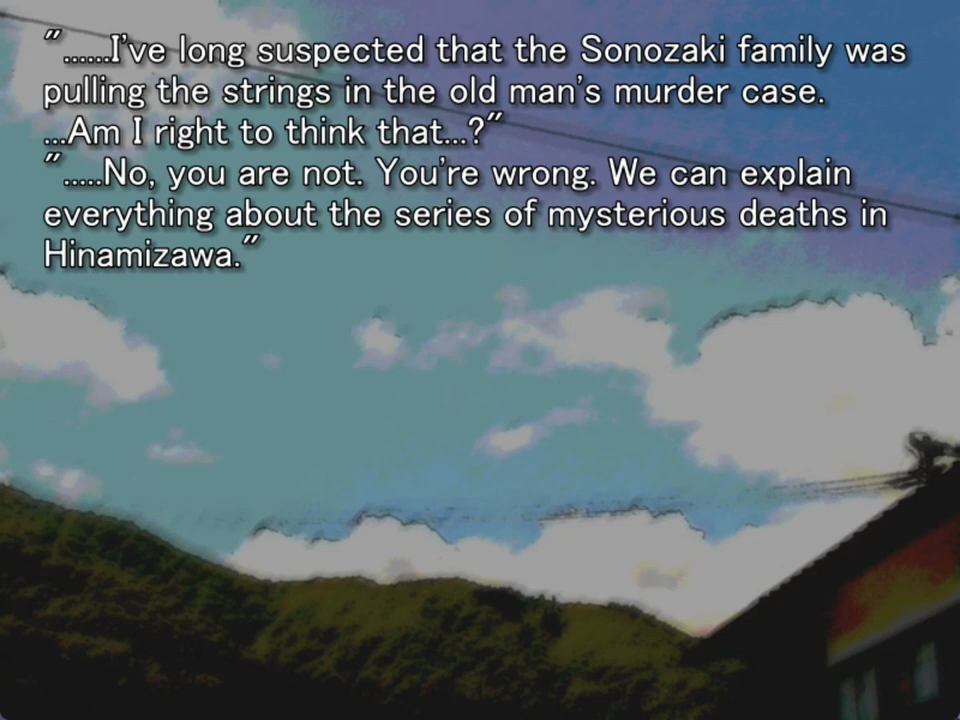 "......I've long suspected that the Sonozaki family was
pulling the strings in the old man's murder case.
...Am I right to think that...?"
".....No, you are not. You're wrong. We can explain
everything about the series of mysterious deaths in
Hinamizawa."